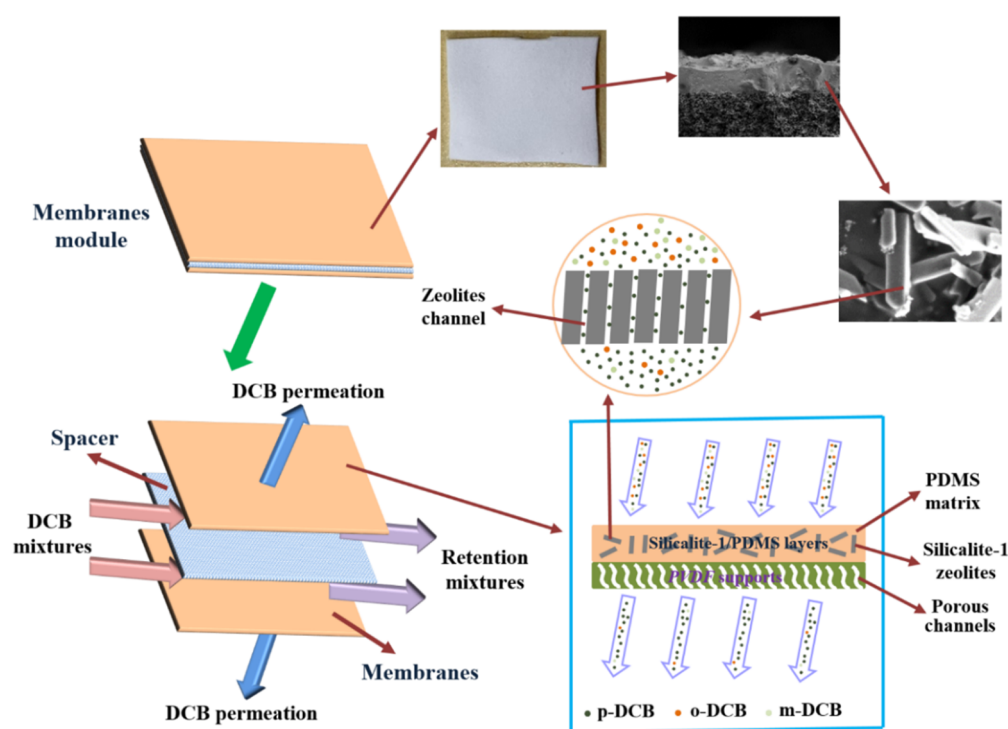 Membranes
module
Zeolites
channel
DCB permeation
Spacer
DCB
mixtures
Retention
mixtures
Membranes
DCB permeation
PDMS
matrix
Silicalite-1/PDMS layers
Silicalite-1
zeolites
PVDF supports
Porous
channels
p-DCB
o-DCB
m-DCB